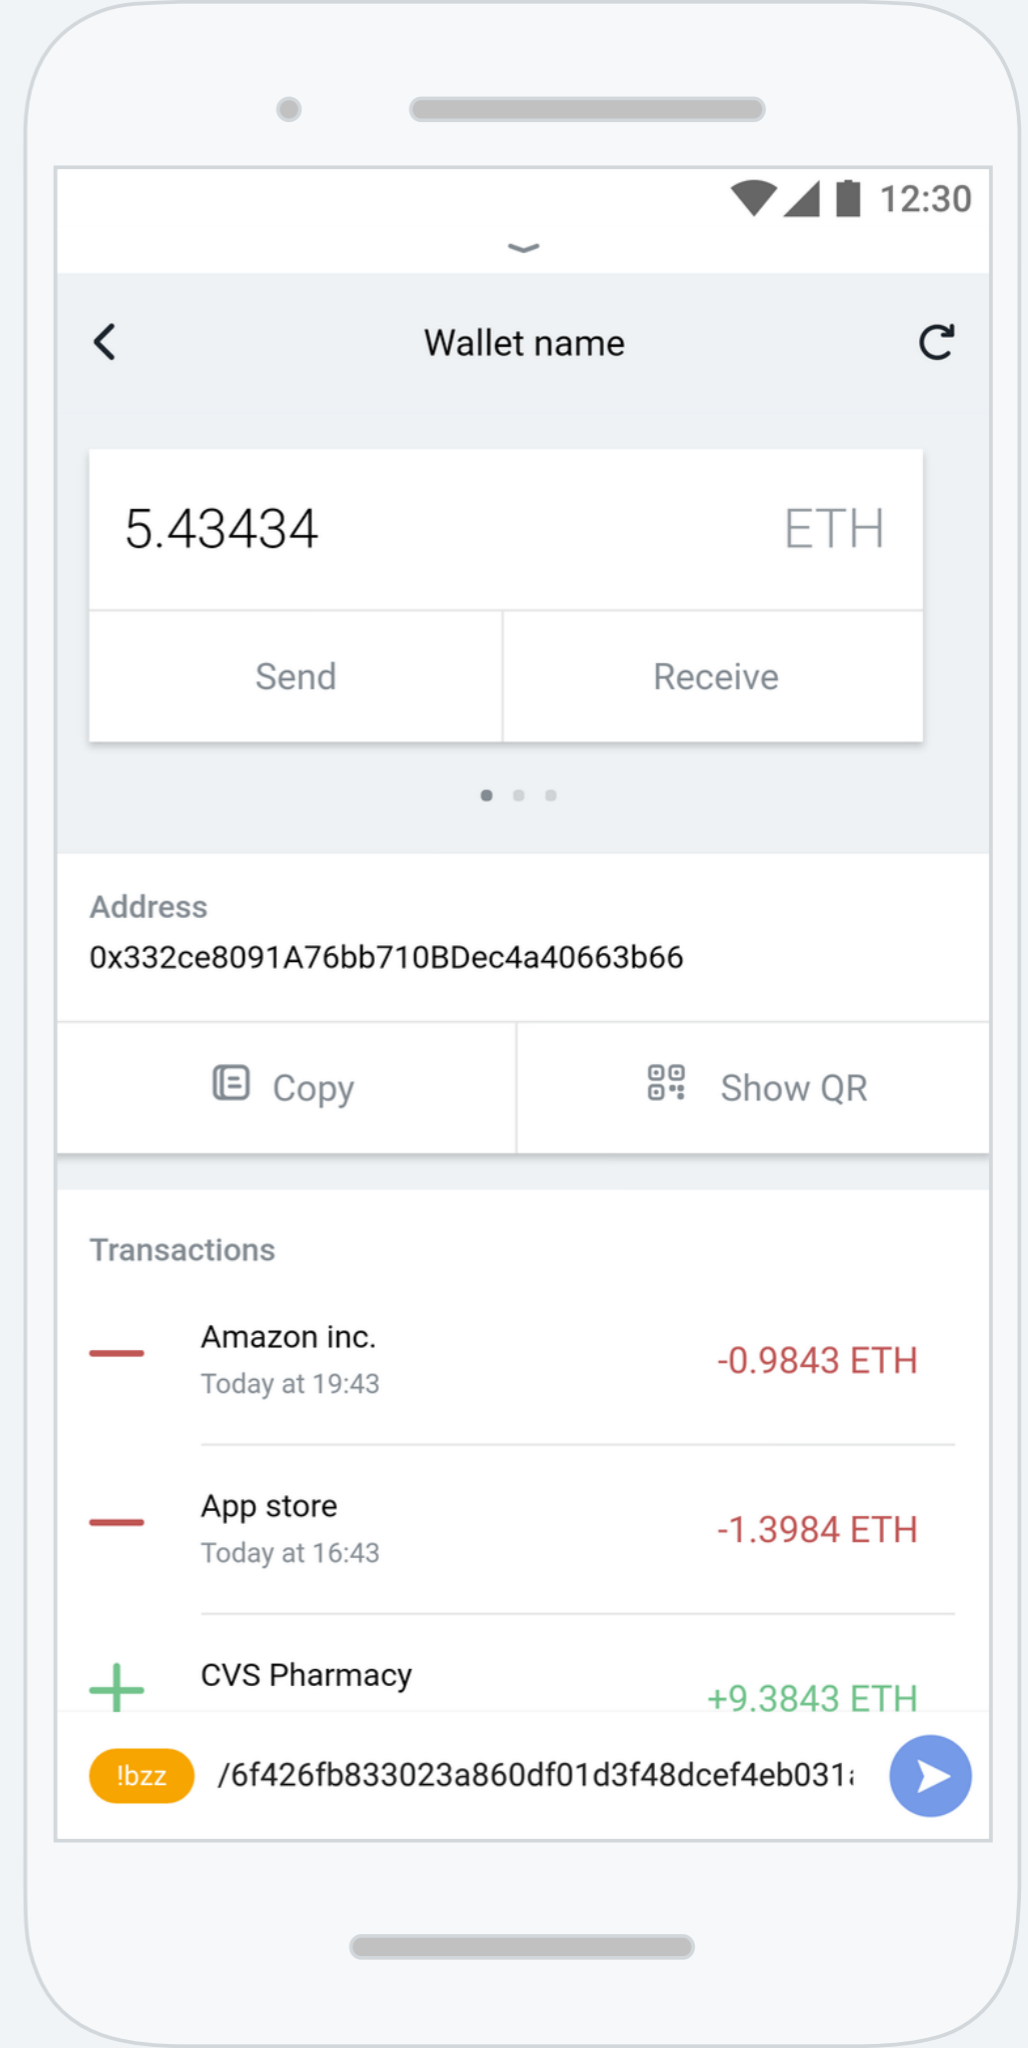 12:30
Wallet name
5.43434 ETH
Send Receive
Address
0x332ce8091A76bb710BDec4a40663b66
Copy Show QR
Transactions
Amazon inc.
-0.9843 ETH
Today at 19:43
App store
-1.3984 ETH
Today at 16:43
CVS Pharmacy
+9.3843 ETH
!bzz /6f426fb833023a860df01d3f48dcef4eb031